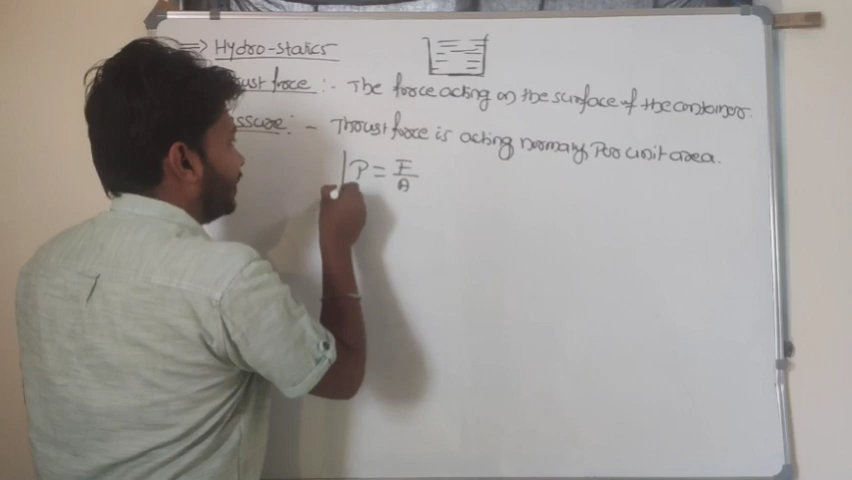 => Hydro-statics
ust force :- The force acting on the surface of the container.
ssure :- Thrust force is acting normaly Per unit area.
P = F/A